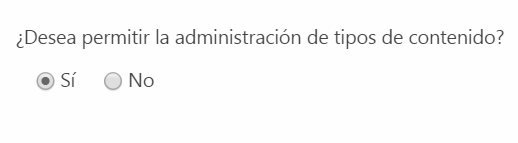 ¿Desea permitir la administración de tipos de contenido?
Sí No